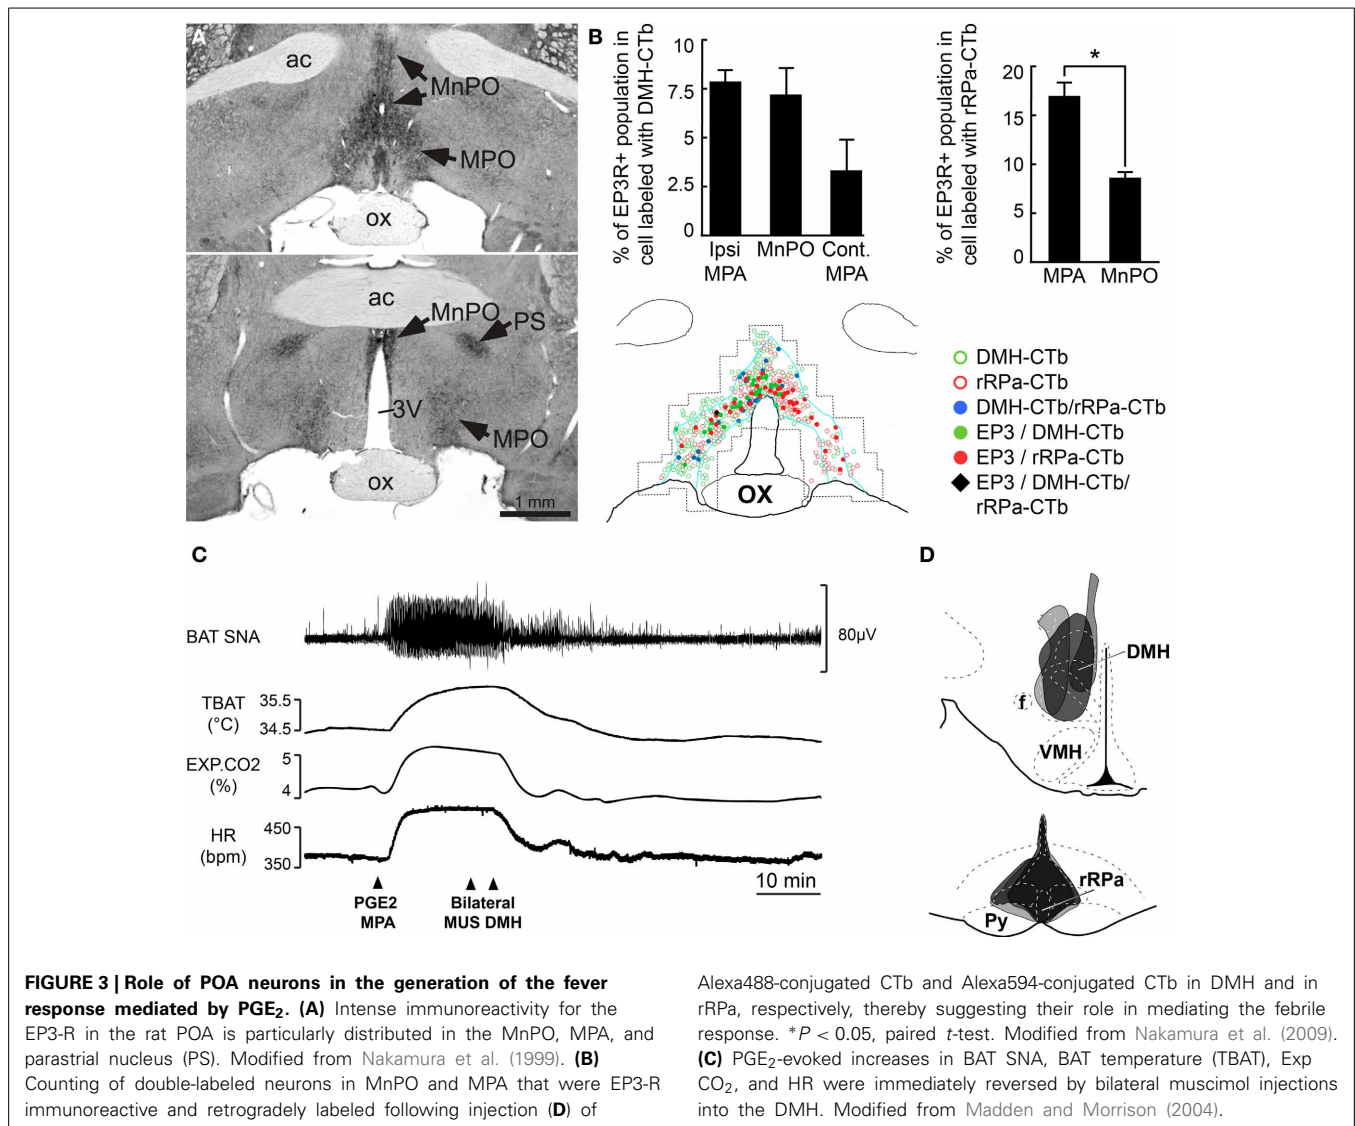 A
ac
MnPO
MPO
ox
ac
MnPO
PS
3V
MPO
ox
1 mm
B
% of EP3R+ population in
cell labeled with DMH-CTb
10
7.5
5
2.5
0
Ipsi
MPA
MnPO
Cont.
MPA
% of EP3R+ population in
cell labeled with rRPa-CTb
20
15
10
5
0
*
MPA
MnPO
OX
DMH-CTb
rRPa-CTb
DMH-CTb/rRPa-CTb
EP3 / DMH-CTb
EP3 / rRPa-CTb
EP3 / DMH-CTb/
rRPa-CTb
C
BAT SNA
80µV
TBAT
(°C)
35.5
34.5
EXP.CO2
(%)
5
4
HR
(bpm)
450
350
PGE2
MPA
Bilateral
MUS DMH
10 min
D
DMH
f
VMH
rRPa
Py
FIGURE 3 | Role of POA neurons in the generation of the fever
response mediated by PGE₂. (A) Intense immunoreactivity for the
EP3-R in the rat POA is particularly distributed in the MnPO, MPA, and
parastrial nucleus (PS). Modified from Nakamura et al. (1999). (B)
Counting of double-labeled neurons in MnPO and MPA that were EP3-R
immunoreactive and retrogradely labeled following injection (D) of
Alexa488-conjugated CTb and Alexa594-conjugated CTb in DMH and in
rRPa, respectively, thereby suggesting their role in mediating the febrile
response. *P < 0.05, paired t-test. Modified from Nakamura et al. (2009).
(C) PGE₂-evoked increases in BAT SNA, BAT temperature (TBAT), Exp
CO₂, and HR were immediately reversed by bilateral muscimol injections
into the DMH. Modified from Madden and Morrison (2004).